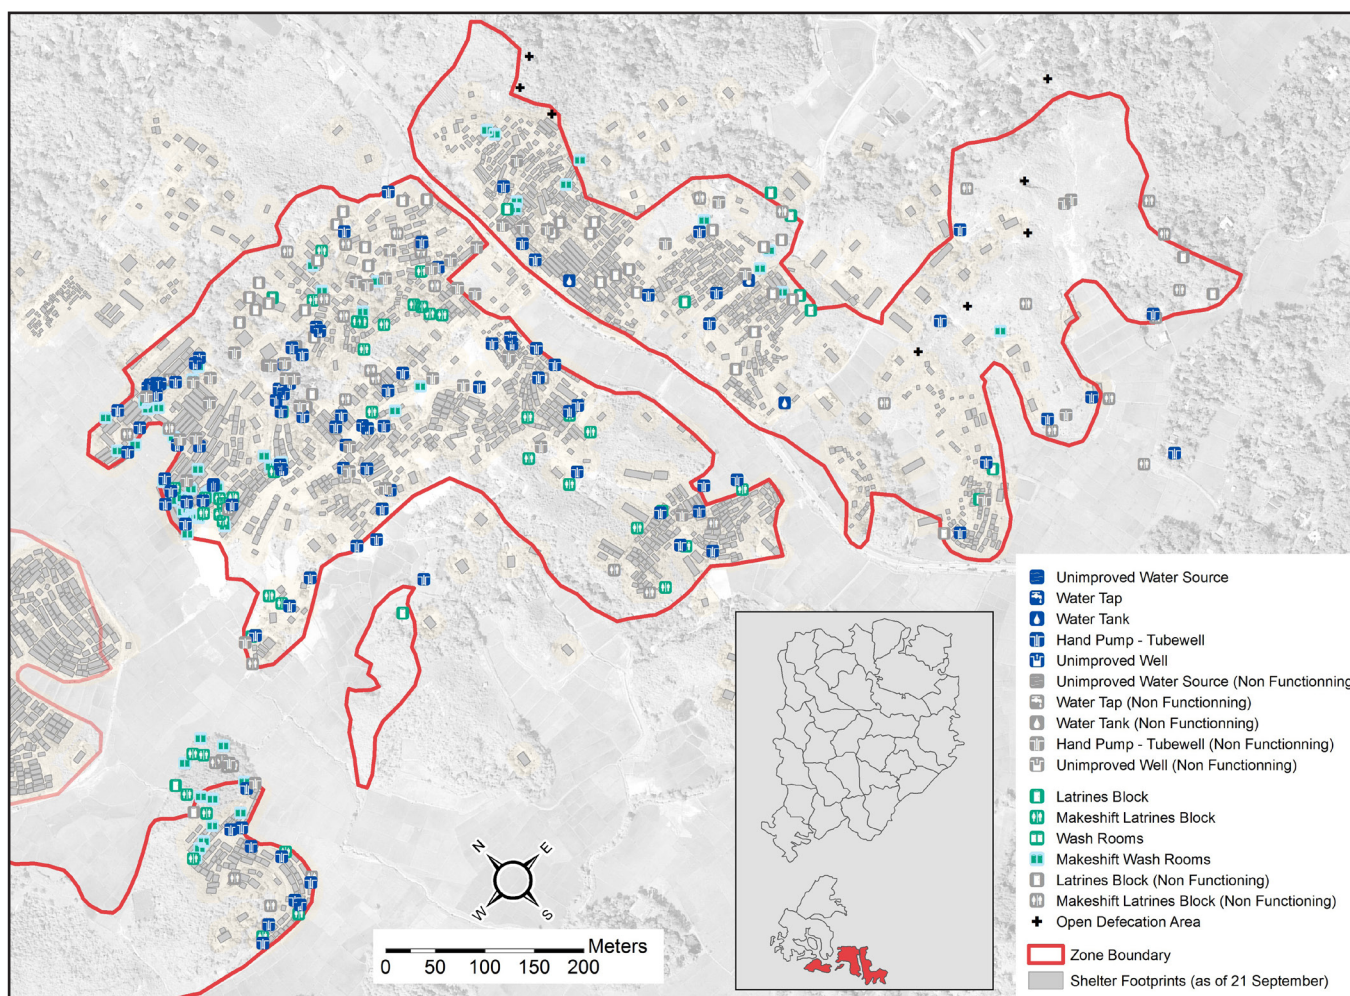 N
E
W
S
Meters
0
50
100
150
200
Unimproved Water Source
Water Tap
Water Tank
Hand Pump - Tubewell
Unimproved Well
Unimproved Water Source (Non Functionning
Water Tap (Non Functionning)
Water Tank (Non Functionning)
Hand Pump - Tubewell (Non Functionning)
Unimproved Well (Non Functionning)
Latrines Block
Makeshift Latrines Block
Wash Rooms
Makeshift Wash Rooms
Latrines Block (Non Functioning)
Makeshift Latrines Block (Non Functioning)
Open Defecation Area
Zone Boundary
Shelter Footprints (as of 21 September)